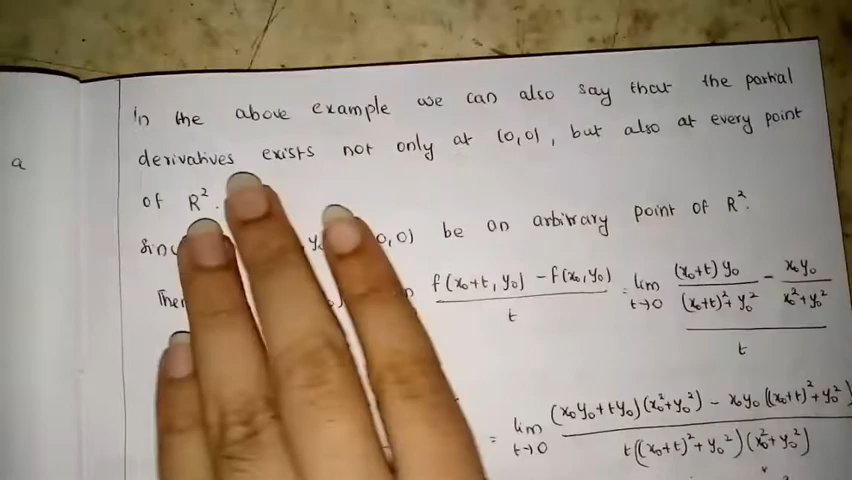 a
in the above example we can also say that the partial
derivatives exists not only at (0,0), but also at every point
of R².
0,0) be an arbitrary point of R².
f(x₀+t, y₀) - f(x₀,y₀) / t = lim t→0 ((x₀+t) y₀ / (x₀+t)²+y₀² - x₀y₀ / x₀²+y₀²) / t
= lim t→0 (x₀y₀+ty₀)(x₀²+y₀²) - x₀y₀((x₀+t)²+y₀²) / t((x₀+t)²+y₀²)(x₀²+y₀²)